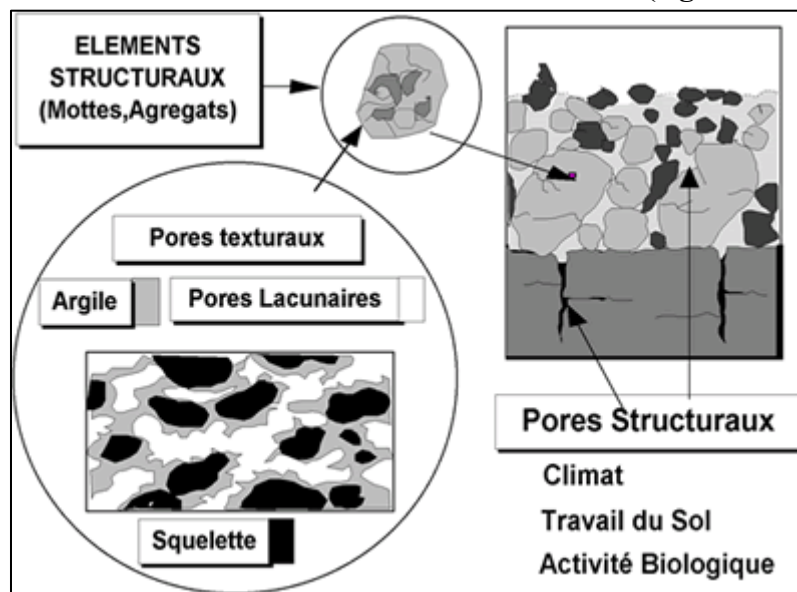 ELEMENTS
STRUCTURAUX
(Mottes,Agregats)
Pores texturaux
Argile
Pores Lacunaires
Squelette
Pores Structuraux
Climat
Travail du Sol
Activité Biologique